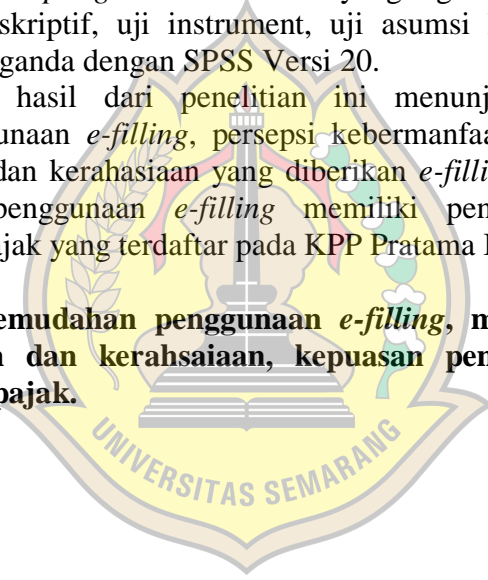 skriptif, uji instrument, uji asumsi
ganda dengan SPSS Versi 20.
hasil dari penelitian ini menunj
unaan e-filling, persepsi kebermanfaa
dan kerahasiaan yang diberikan e-filli
penggunaan e-filling memiliki pen
jak yang terdaftar pada KPP Pratama
emudahan penggunaan e-filling, m
n dan kerahsaiaan, kepuasan pen
pajak.
UNIVERSITAS SEMARANG